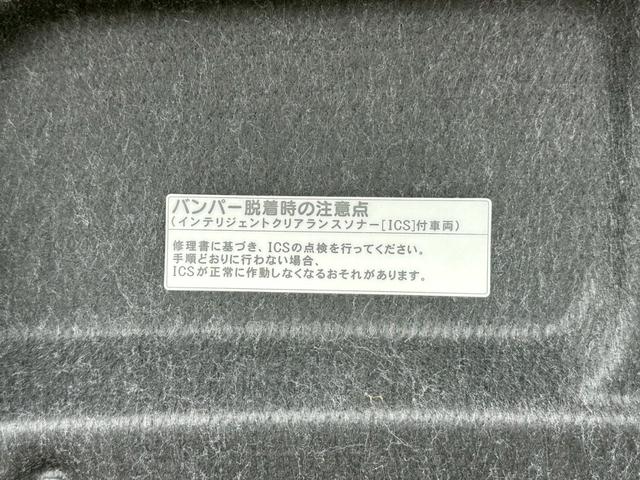 バンパー脱着時の注意点
(インテリジェントクリアランスソナー[ICS]付車両)
修理書に基づき、ICSの点検を行ってください。
手順どおりに行わない場合、
ICSが正常に作動しなくなるおそれがあります。